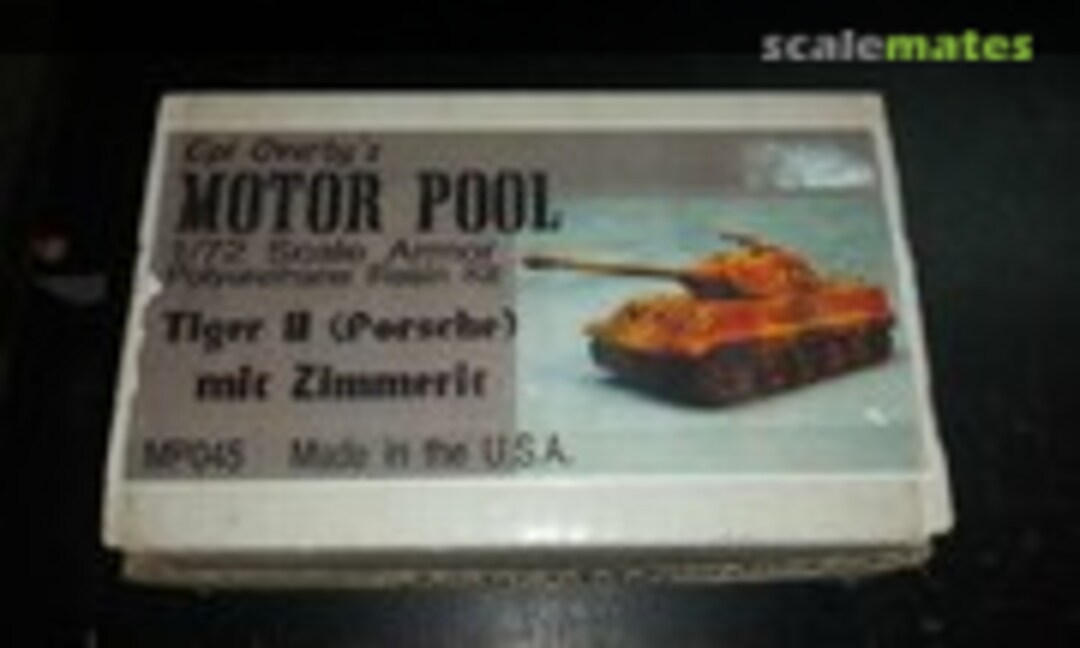 scalemates
Cpl Overby's
MOTOR POOL
1/72 Scale Armor
Polyurethane Resin Kit
Tiger II (Porsche)
mit Zimmerit
MP045 Made in the U.S.A.